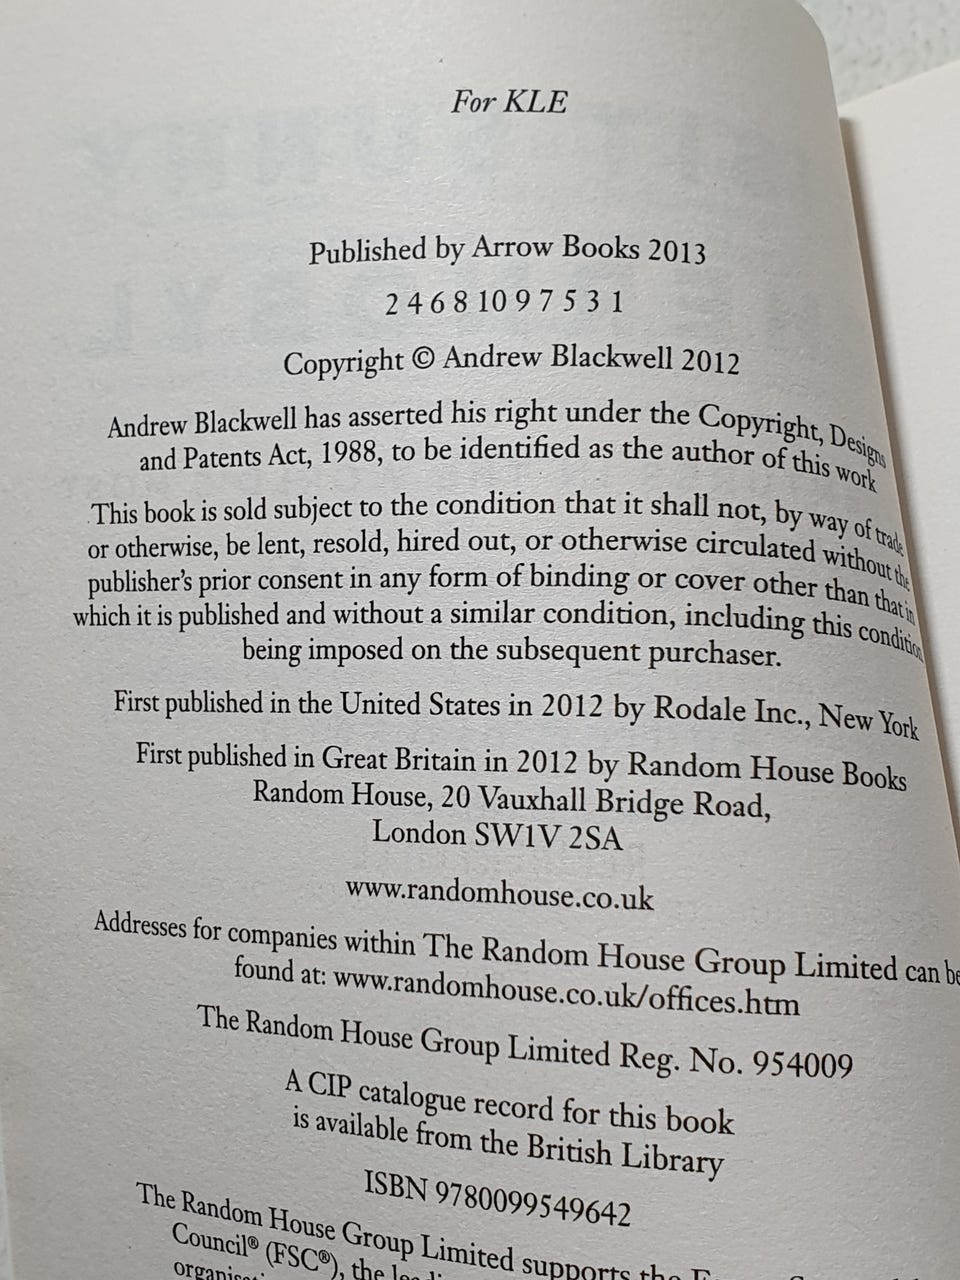 For KLE
Published by Arrow Books 2013
2 4 6 8 10 9 7 5 3 1
Copyright © Andrew Blackwell 2012
Andrew Blackwell has asserted his right under the Copyright, Designs
and Patents Act, 1988, to be identified as the author of this work
This book is sold subject to the condition that it shall not, by way of trade
or otherwise, be lent, resold, hired out, or otherwise circulated without the
publisher's prior consent in any form of binding or cover other than that in
which it is published and without a similar condition, including this condition
being imposed on the subsequent purchaser.
First published in the United States in 2012 by Rodale Inc., New York
First published in Great Britain in 2012 by Random House Books
Random House, 20 Vauxhall Bridge Road,
London SW1V 2SA
www.randomhouse.co.uk
Addresses for companies within The Random House Group Limited can be
found at: www.randomhouse.co.uk/offices.htm
The Random House Group Limited Reg. No. 954009
A CIP catalogue record for this book
is available from the British Library
ISBN 9780099549642
The Random House Group Limited supports the
Council® (FSC®), the